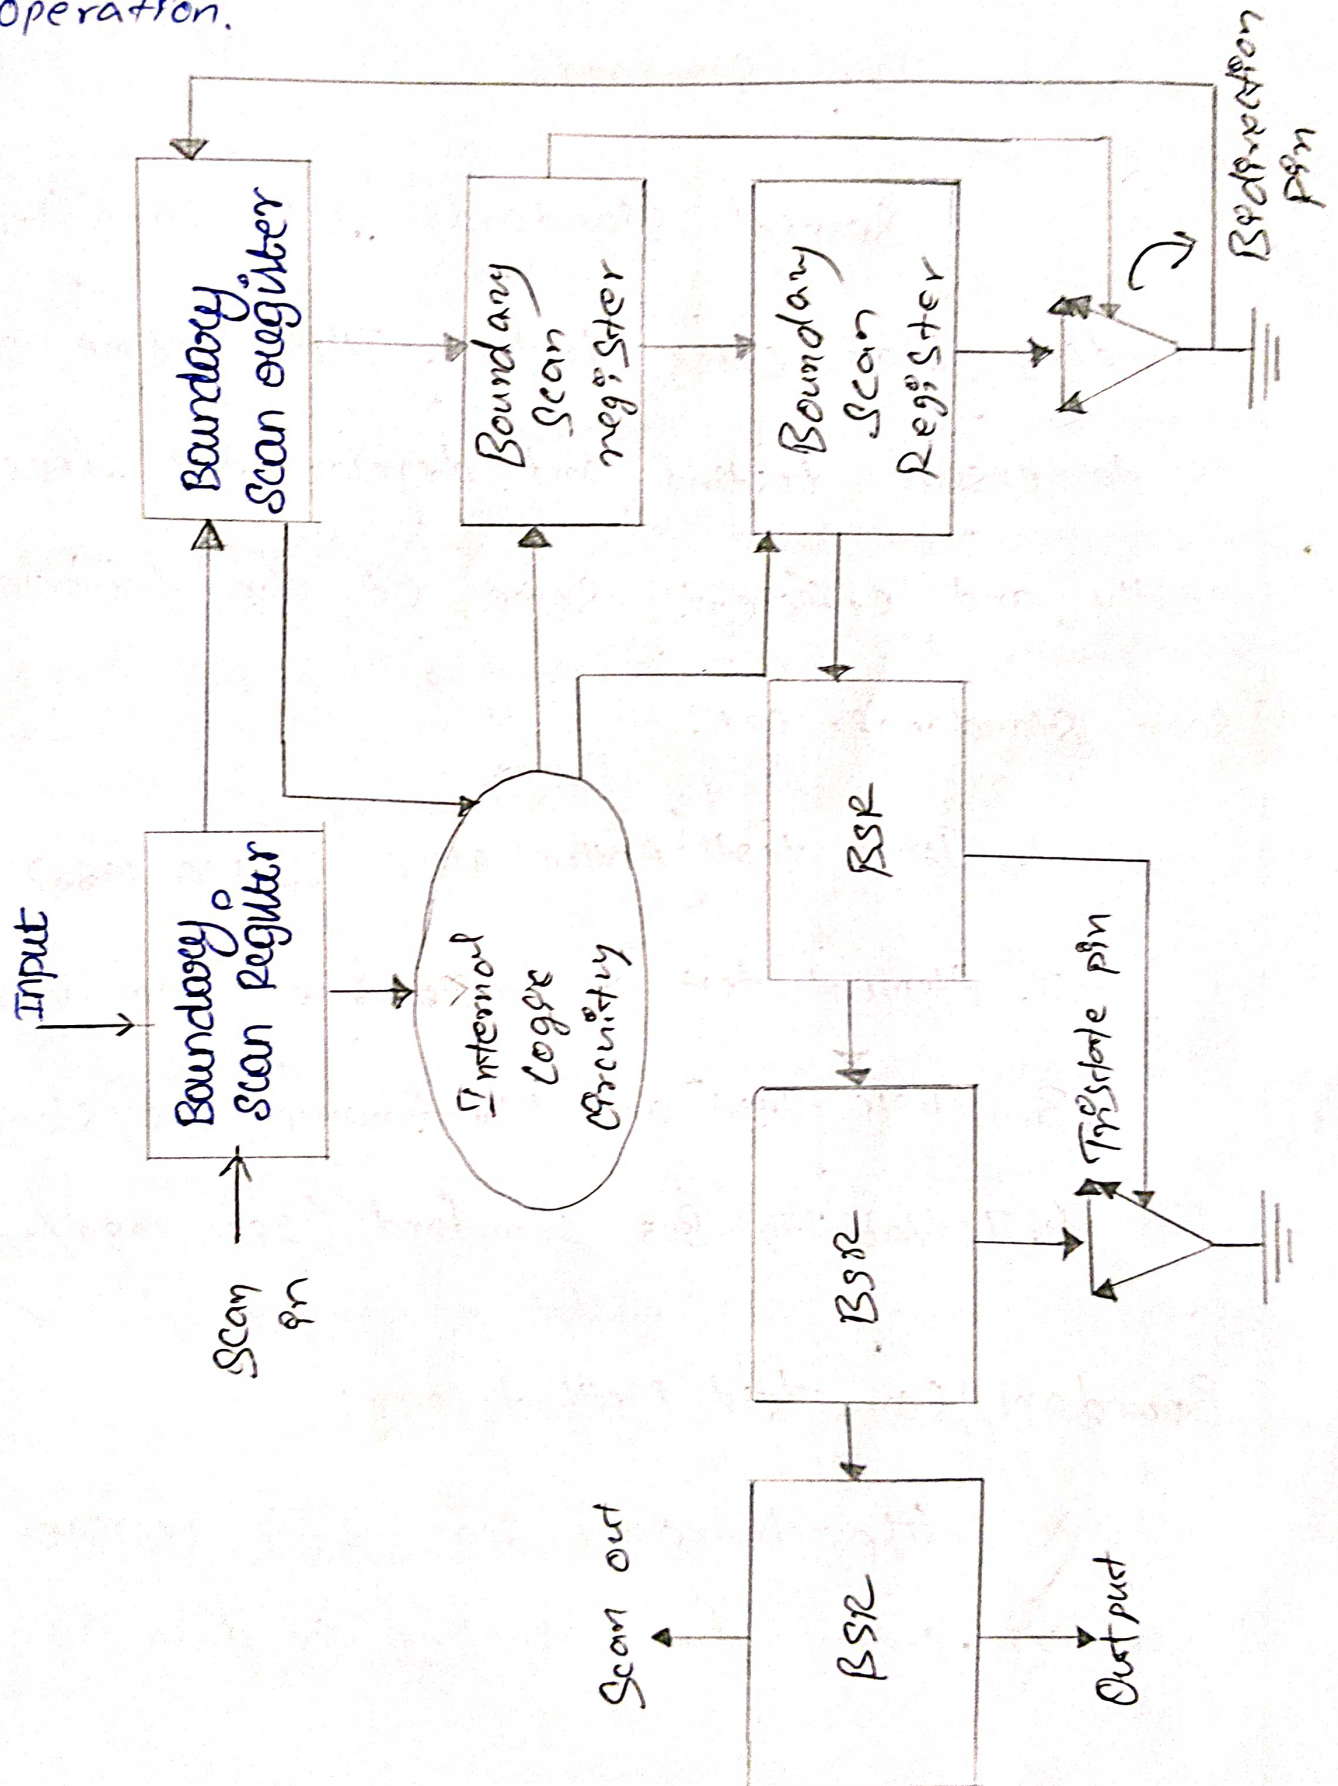 operation.
Input
Scan
in
Boundary
Scan Register
Boundary
Scan register
Internal
Logic
Circuitry
Boundary
Scan
register
Boundary
Scan
Register
Bidirection
Pin
BSR
Tristate pin
BSR
BSR
Scan out
Output